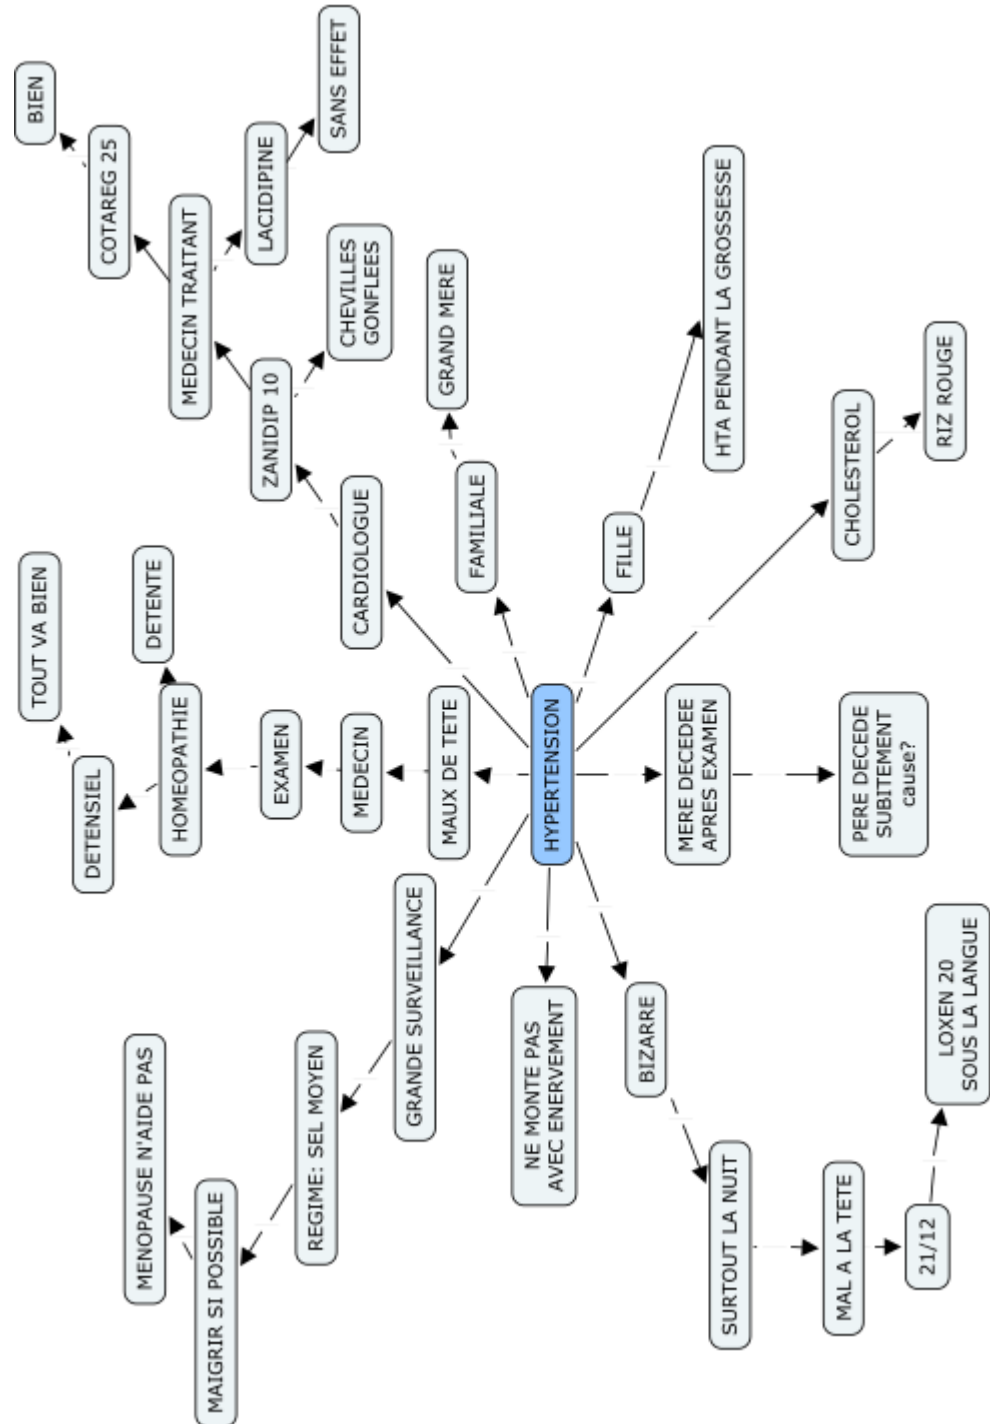 BIEN
COTAREG 25
SANS EFFET
LACIDIPINE
MEDECIN TRAITANT
CHEVILLES
GONFLEES
ZANIDIP 10
CARDIOLOGUE
GRAND MERE
FAMILIALE
HTA PENDANT LA GROSSESSE
FILLE
CHOLESTEROL
RIZ ROUGE
TOUT VA BIEN
DETENTE
DETENSIEL
HOMEOPATHIE
EXAMEN
MEDECIN
MAUX DE TETE
HYPERTENSION
MERE DECEDEE
APRES EXAMEN
PERE DECEDE
SUBITEMENT
cause?
GRANDE SURVEILLANCE
REGIME: SEL MOYEN
MAIGRIR SI POSSIBLE
MENOPAUSE N'AIDE PAS
NE MONTE PAS
AVEC ENERVEMENT
BIZARRE
SURTOUT LA NUIT
MAL A LA TETE
21/12
LOXEN 20
SOUS LA LANGUE